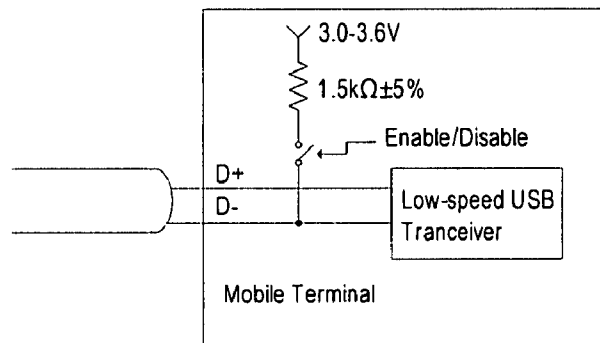 3.0-3.6V
1.5kΩ±5%
Enable/Disable
D+
D-
Low-speed USB
Tranceiver
Mobile Terminal